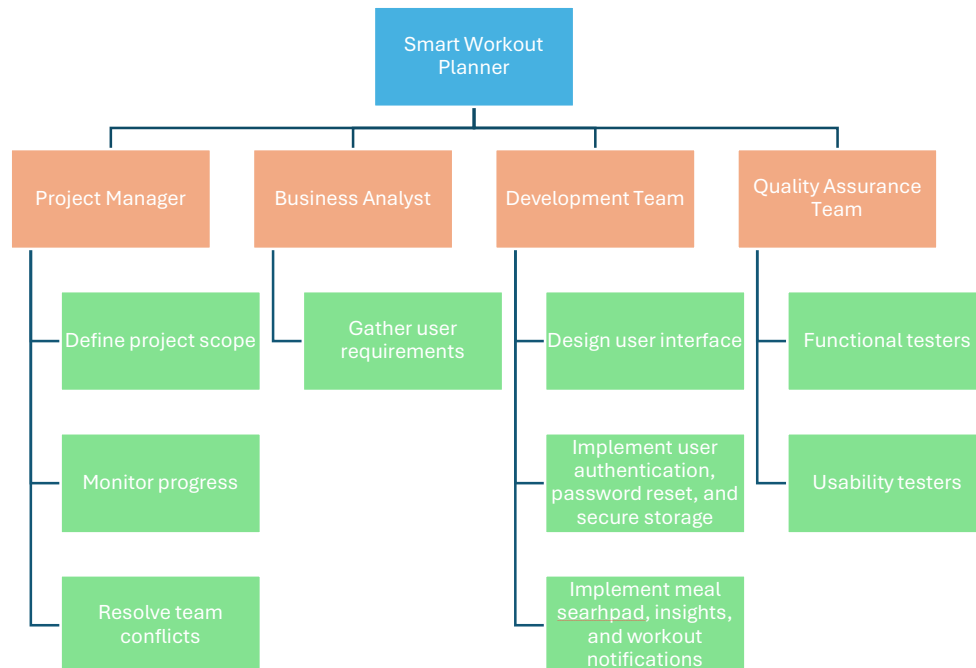 Smart Workout
Planner
Project Manager
Business Analyst
Development Team
Quality Assurance
Team
Define project scope
Gather user
requirements
Design user interface
Functional testers
Monitor progress
Implement user
authentication,
password reset, and
secure storage
Usability testers
Resolve team
conflicts
Implement meal
searhpad, insights,
and workout
notifications